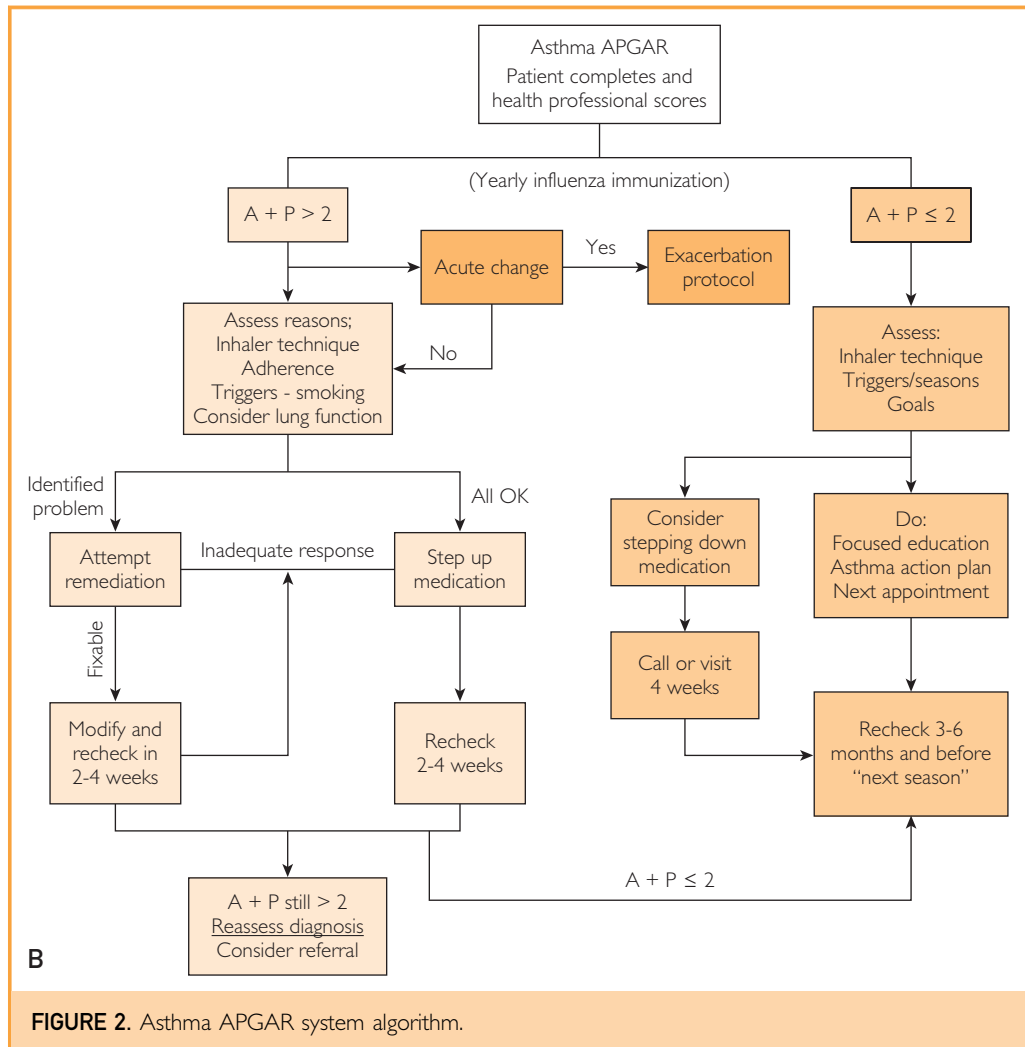 Asthma APGAR
Patient completes and
health professional scores
(Yearly influenza immunization)
A + P > 2
A + P ≤ 2
Acute change
Yes
Exacerbation
protocol
No
Assess reasons;
Inhaler technique
Adherence
Triggers - smoking
Consider lung function
Assess:
Inhaler technique
Triggers/seasons
Goals
Identified
problem
All OK
Attempt
remediation
Inadequate response
Step up
medication
Consider
stepping down
medication
Do:
Focused education
Asthma action plan
Next appointment
Fixable
Call or visit
4 weeks
Modify and
recheck in
2-4 weeks
Recheck
2-4 weeks
Recheck 3-6
months and before
“next season”
A + P ≤ 2
A + P still > 2
Reassess diagnosis
Consider referral
B
FIGURE 2. Asthma APGAR system algorithm.